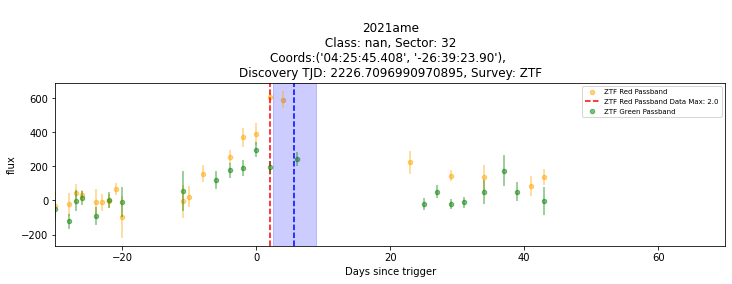 2021ame
Class: nan, Sector: 32
Coords:('04:25:45.408', '-26:39:23.90'),
Discovery TJD: 2226.7096990970895, Survey: ZTF
ZTF Red Passband
ZTF Red Passband Data Max: 2.0
ZTF Green Passband
flux
600
400
200
0
−200
−20
0
20
40
60
Days since trigger